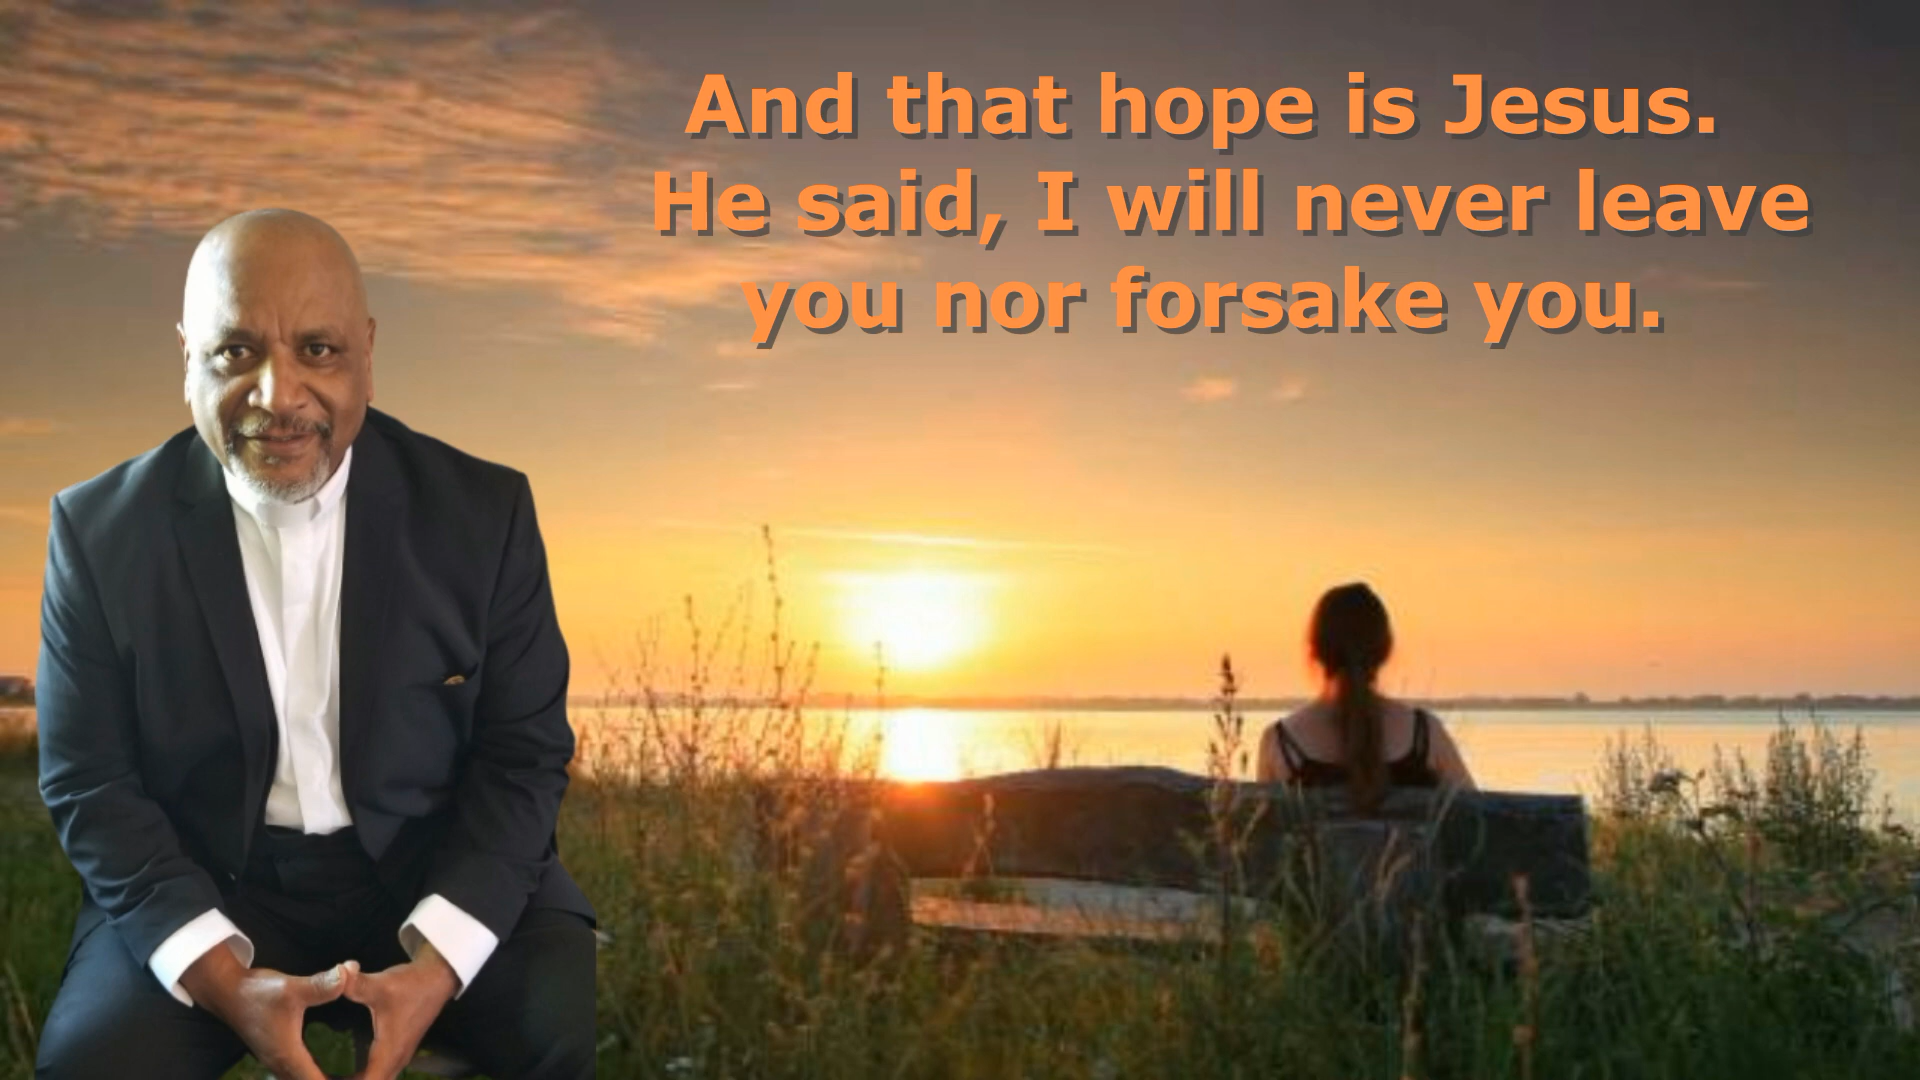 And that hope is Jesus.
He said, I will never leave
you nor forsake you.